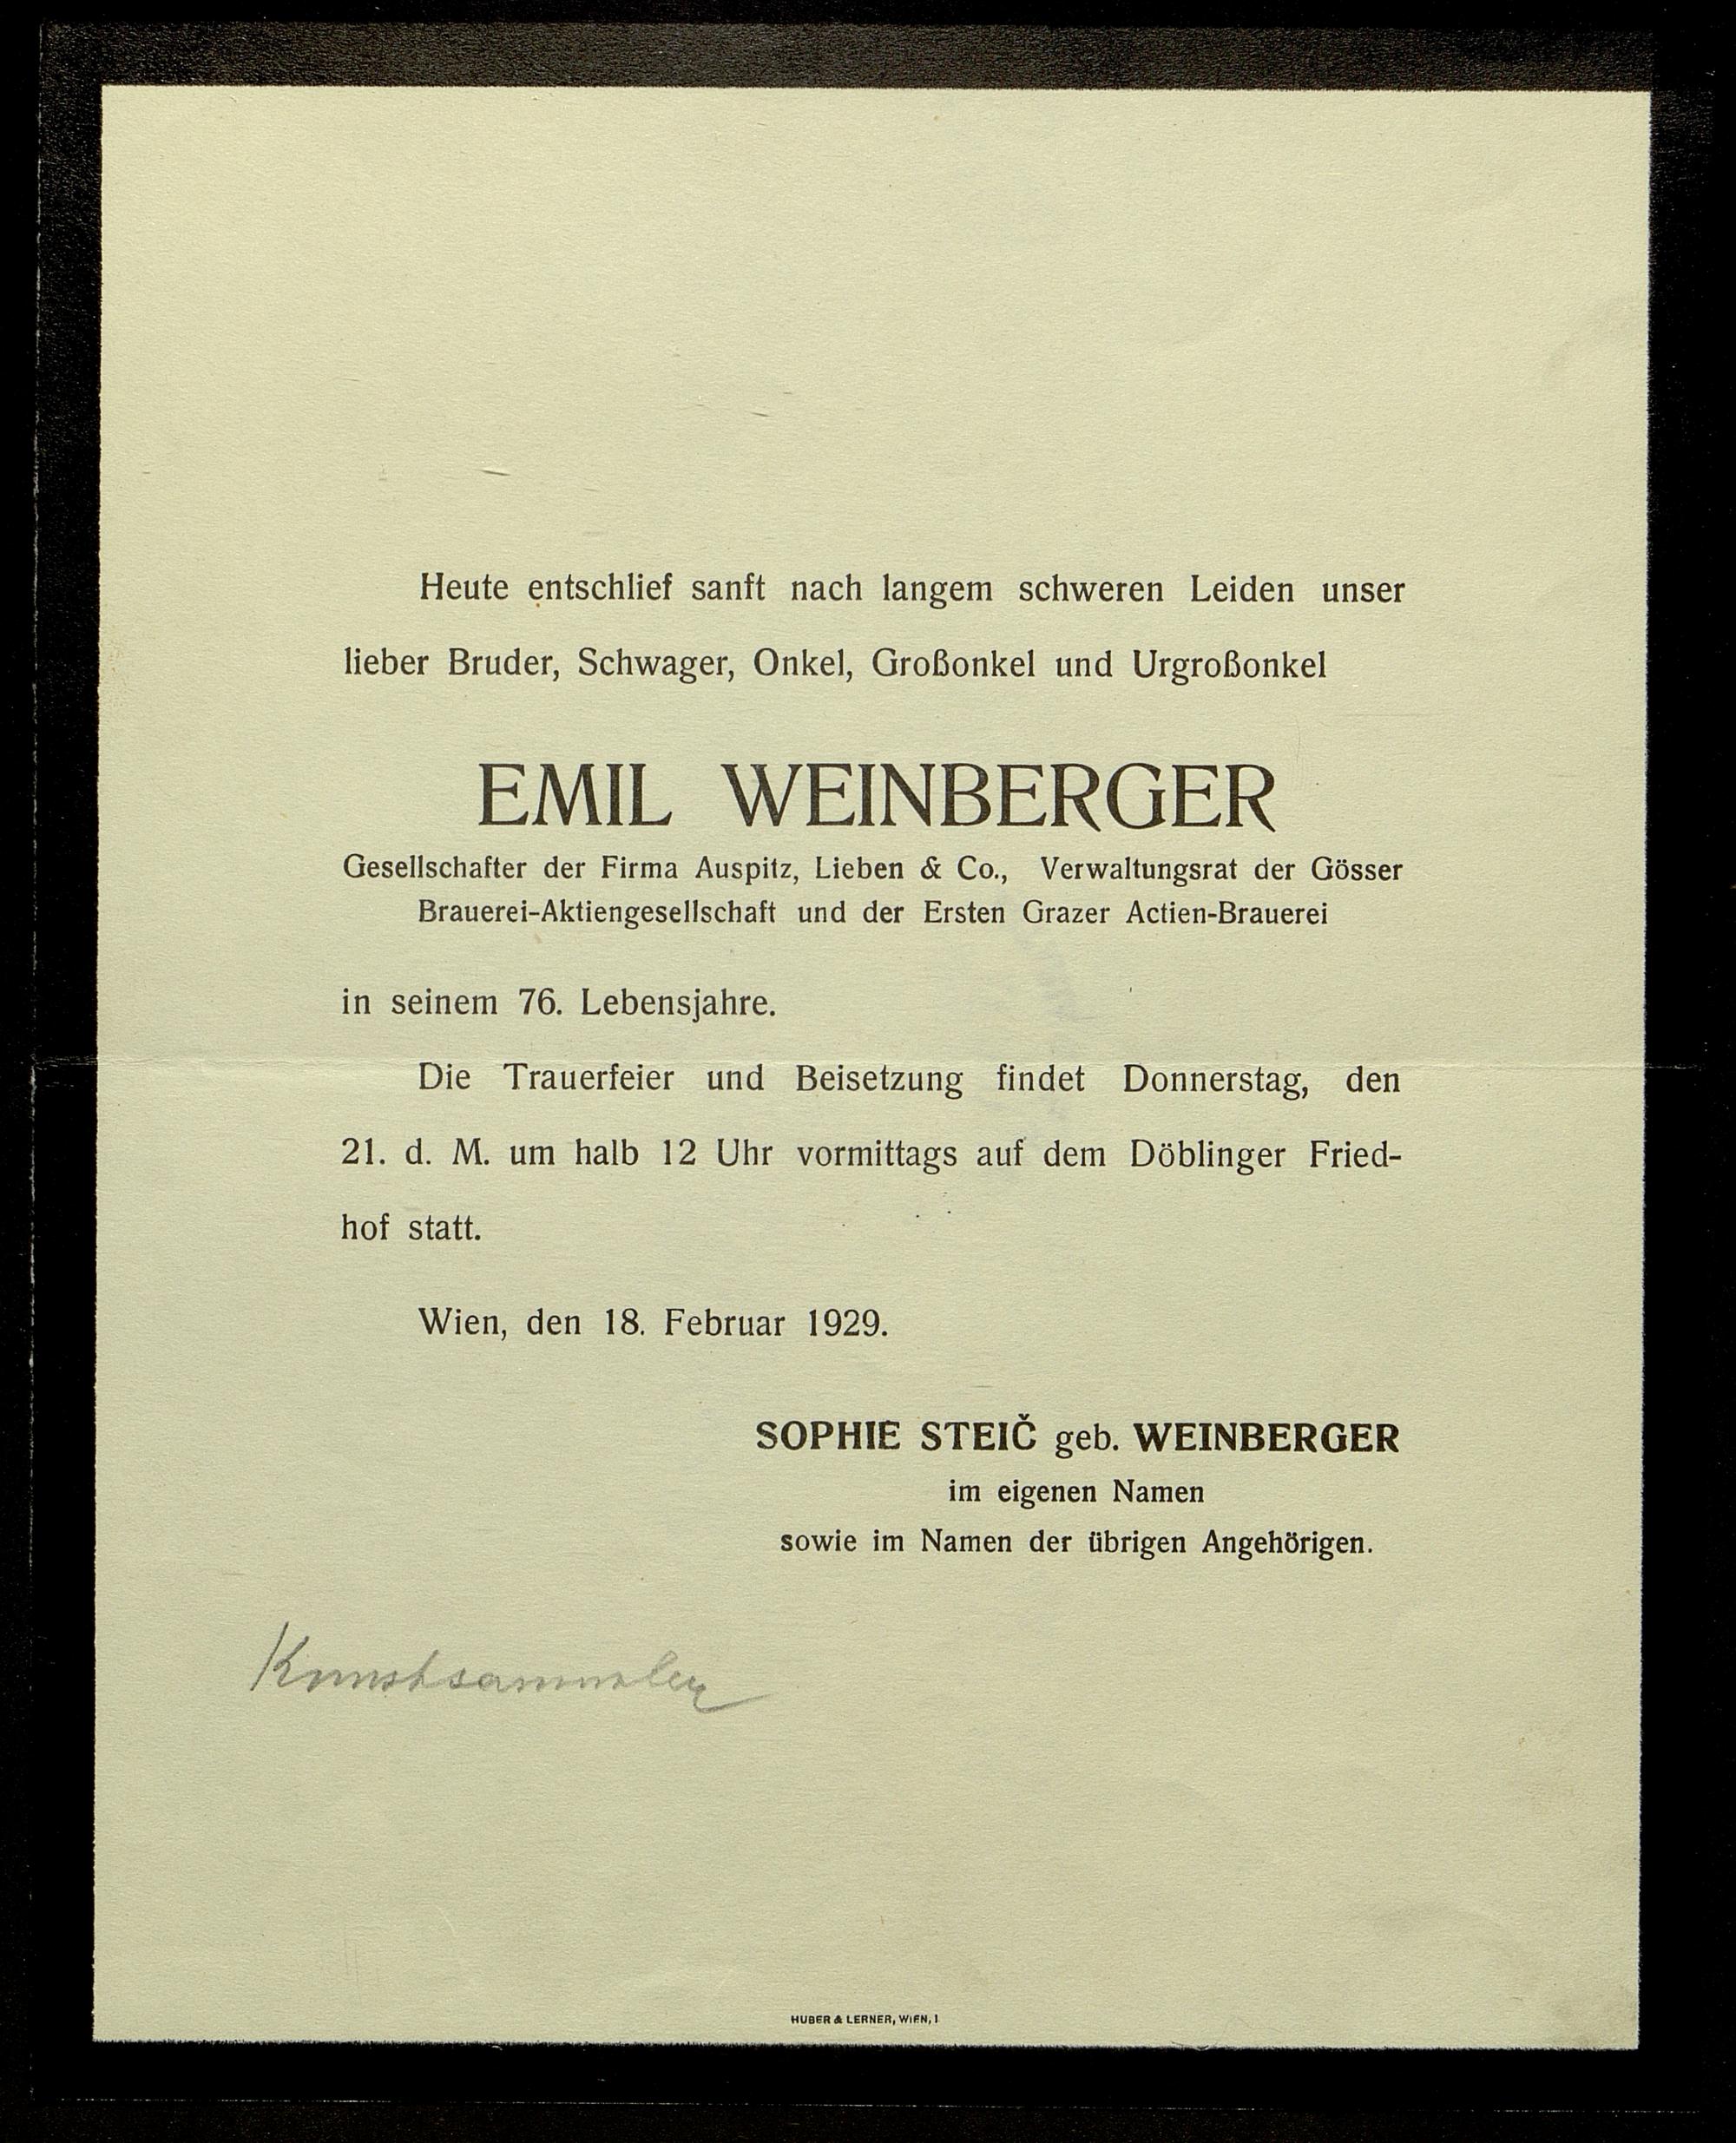 Heute entschlief sanft nach langem schweren Leiden unser
lieber Bruder, Schwager, Onkel, Großonkel und Urgroßonkel
EMIL WEINBERGER
Gesellschafter der Firma Auspitz, Lieben & Co., Verwaltungsrat der Gösser
Brauerei-Aktiengesellschaft und der Ersten Grazer Actien-Brauerei
in seinem 76. Lebensjahre.
Die Trauerfeier und Beisetzung findet Donnerstag, den
21. d. M. um halb 12 Uhr vormittags auf dem Döblinger Fried-
hof statt.
Wien, den 18. Februar 1929.
SOPHIE STEIČ geb. WEINBERGER
im eigenen Namen
sowie im Namen der übrigen Angehörigen.
Kunstsammler
HUBER & LERNER, WIEN, I